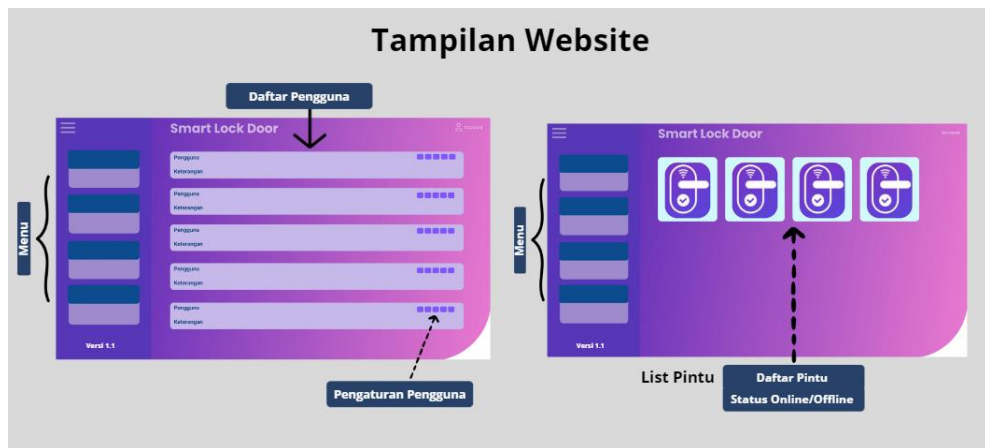 Tampilan Website
Daftar Pengguna
Smart Lock Door
Pengguna
Keterangan
Pengguna
Keterangan
Pengguna
Keterangan
Pengguna
Keterangan
Pengguna
Keterangan
Menu
Versi 1.1
Pengaturan Pengguna
Smart Lock Door
Menu
Versi 1.1
List Pintu
Daftar Pintu
Status Online/Offline